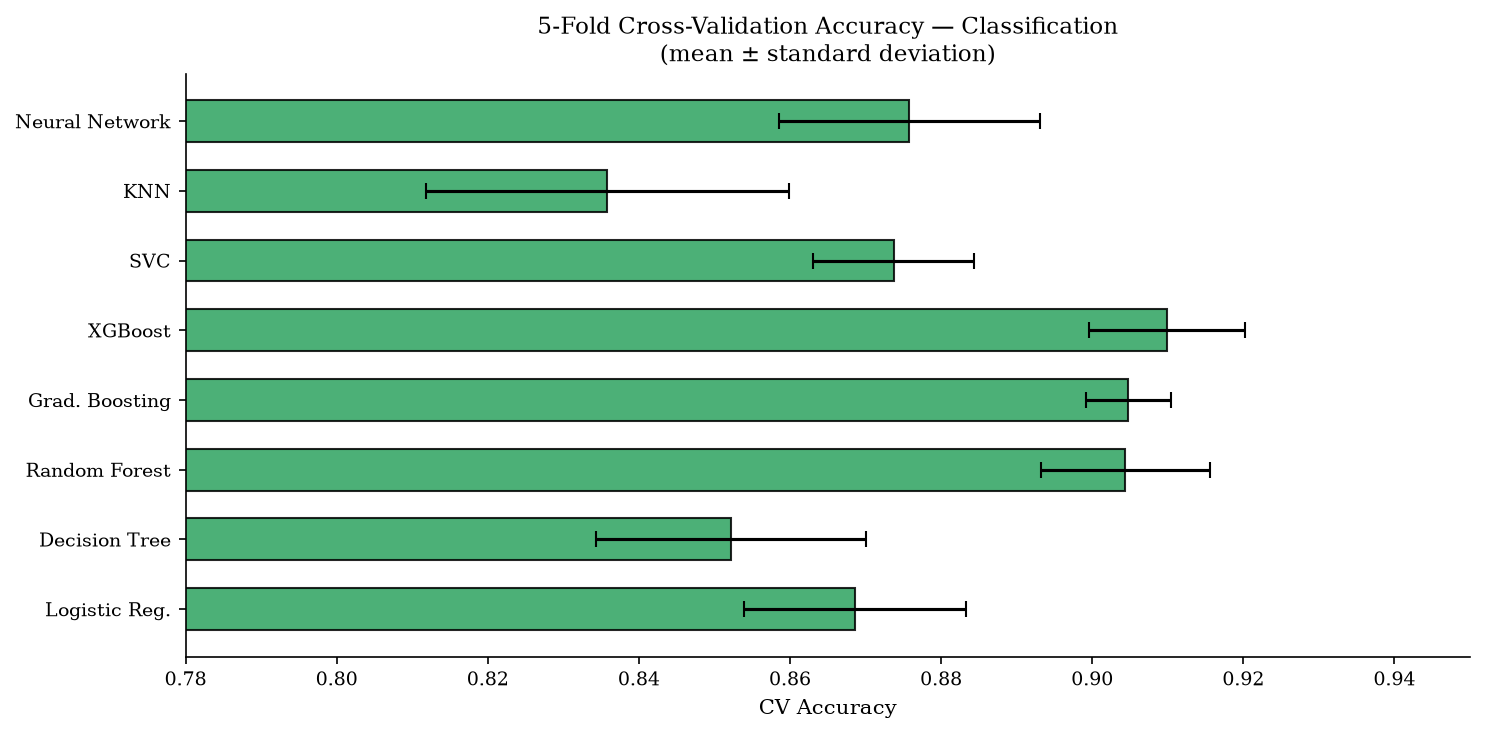 5-Fold Cross-Validation Accuracy — Classification
(mean ± standard deviation)
Neural Network
KNN
SVC
XGBoost
Grad. Boosting
Random Forest
Decision Tree
Logistic Reg.
0.78 0.80 0.82 0.84 0.86 0.88 0.90 0.92 0.94
CV Accuracy